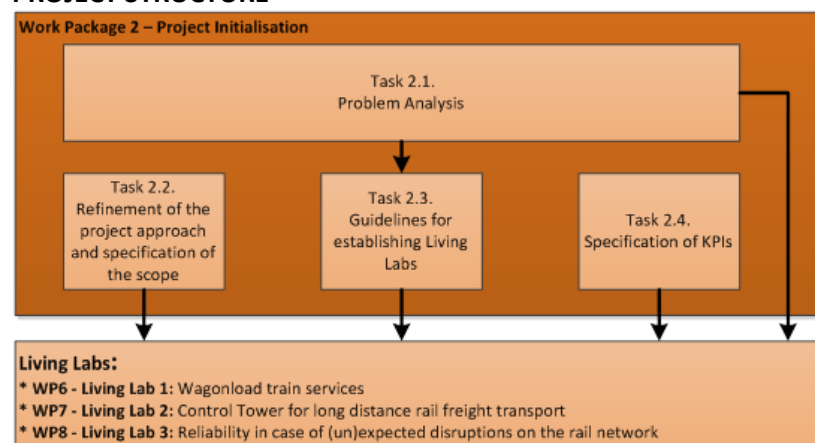 PROJECT STRUCTURE
Work Package 2 – Project Initialisation
Task 2.1.
Problem Analysis
Task 2.2.
Refinement of the
project approach
and specification of
the scope
Task 2.3.
Guidelines for
establishing Living
Labs
Task 2.4.
Specification of KPIs
Living Labs:
* WP6 - Living Lab 1: Wagonload train services
* WP7 - Living Lab 2: Control Tower for long distance rail freight transport
* WP8 - Living Lab 3: Reliability in case of (un)expected disruptions on the rail network